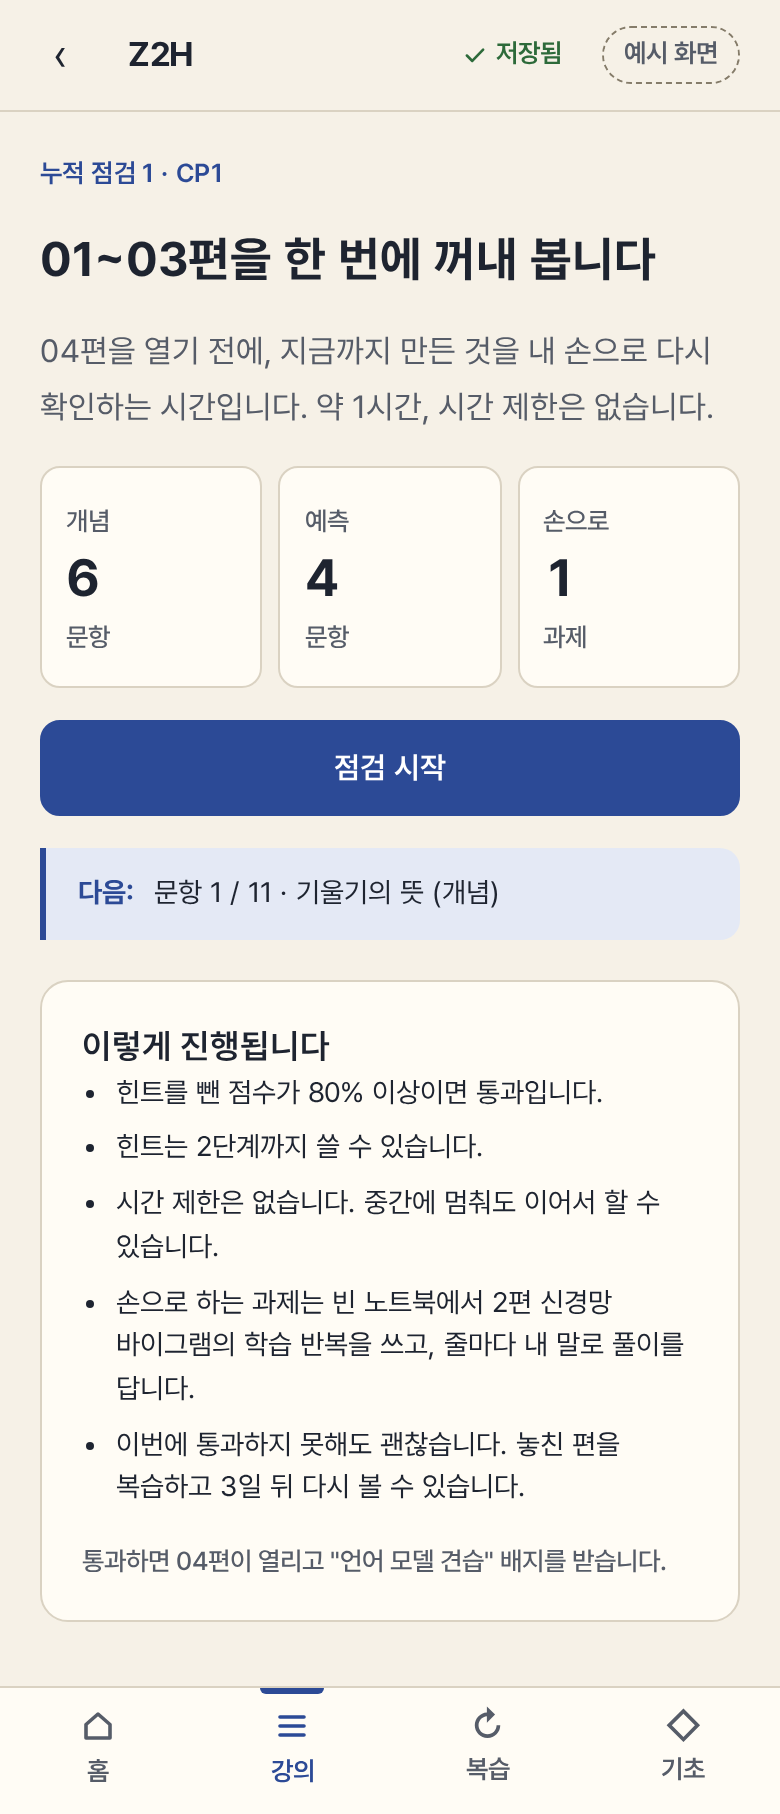 Z2H
저장됨
예시 화면
누적 점검 1 · CP1
01~03편을 한 번에 꺼내 봅니다
04편을 열기 전에, 지금까지 만든 것을 내 손으로 다시
확인하는 시간입니다. 약 1시간, 시간 제한은 없습니다.
개념
6
문항
예측
4
문항
손으로
1
과제
점검 시작
다음: 문항 1 / 11 · 기울기의 뜻 (개념)
이렇게 진행됩니다
• 힌트를 뺀 점수가 80% 이상이면 통과입니다.
• 힌트는 2단계까지 쓸 수 있습니다.
• 시간 제한은 없습니다. 중간에 멈춰도 이어서 할 수
있습니다.
• 손으로 하는 과제는 빈 노트북에서 2편 신경망
바이그램의 학습 반복을 쓰고, 줄마다 내 말로 풀이를
답니다.
• 이번에 통과하지 못해도 괜찮습니다. 놓친 편을
복습하고 3일 뒤 다시 볼 수 있습니다.
통과하면 04편이 열리고 "언어 모델 견습" 배지를 받습니다.
홈
강의
복습
기초